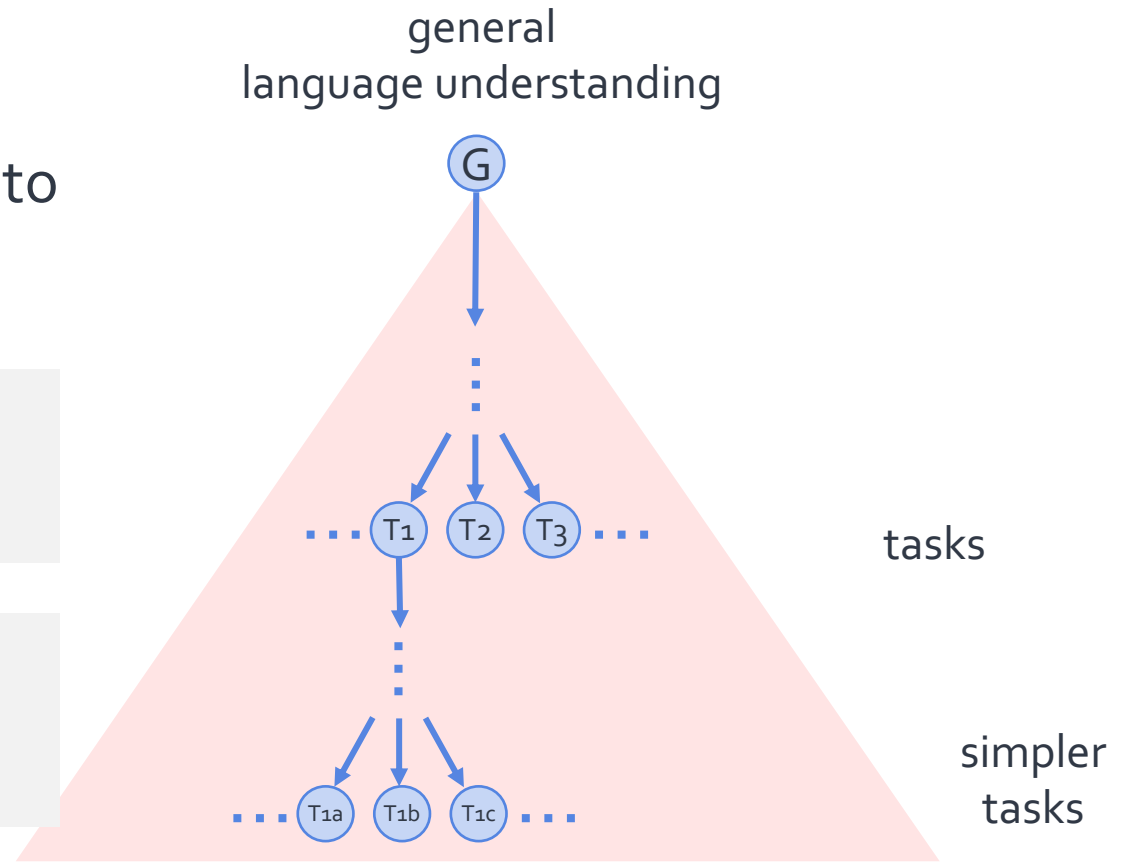 general
language understanding
G
to
T1 T2 T3
tasks
simpler
tasks
T1a T1b T1c